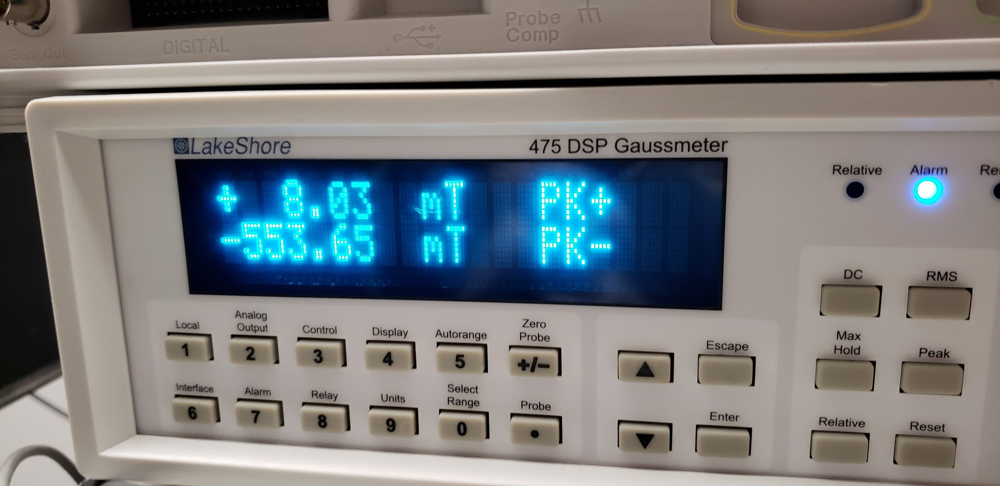 Gen Out
DIGITAL
Probe
Comp
LakeShore
475 DSP Gaussmeter
+ 8.03 mT PK+
-553.65 mT PK-
Relative
Alarm
DC
RMS
Max
Hold
Peak
Relative
Reset
Local
1
Analog
Output
2
Control
3
Display
4
Autorange
5
Zero
Probe
+/-
Escape
Interface
6
Alarm
7
Relay
8
Units
9
Select
Range
0
Probe
•
Enter